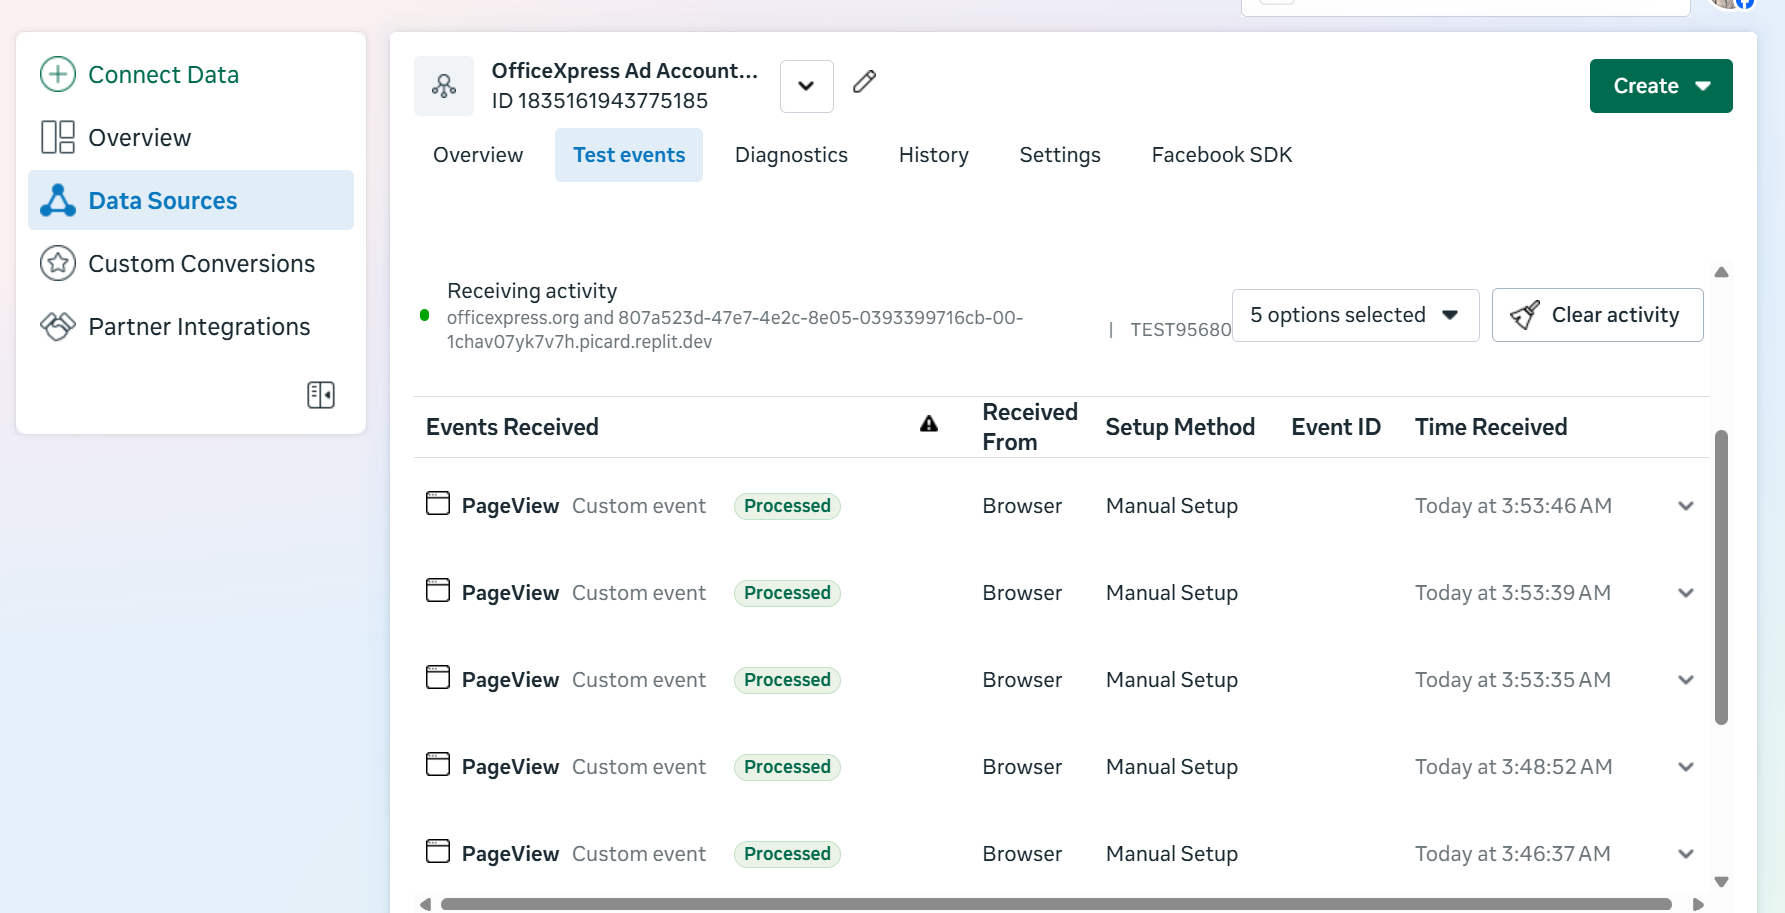 Connect Data
Overview
Data Sources
Custom Conversions
Partner Integrations
OfficeXpress Ad Account...
ID 1835161943775185
Create
Overview
Test events
Diagnostics
History
Settings
Facebook SDK
Receiving activity
officexpress.org and 807a523d-47e7-4e2c-8e05-0393399716cb-00-
1chav07yk7v7h.picard.replit.dev
| TEST95680
5 options selected
Clear activity
Events Received
Received
From
Setup Method
Event ID
Time Received
PageView Custom event Processed Browser Manual Setup Today at 3:53:46 AM
PageView Custom event Processed Browser Manual Setup Today at 3:53:39 AM
PageView Custom event Processed Browser Manual Setup Today at 3:53:35 AM
PageView Custom event Processed Browser Manual Setup Today at 3:48:52 AM
PageView Custom event Processed Browser Manual Setup Today at 3:46:37 AM